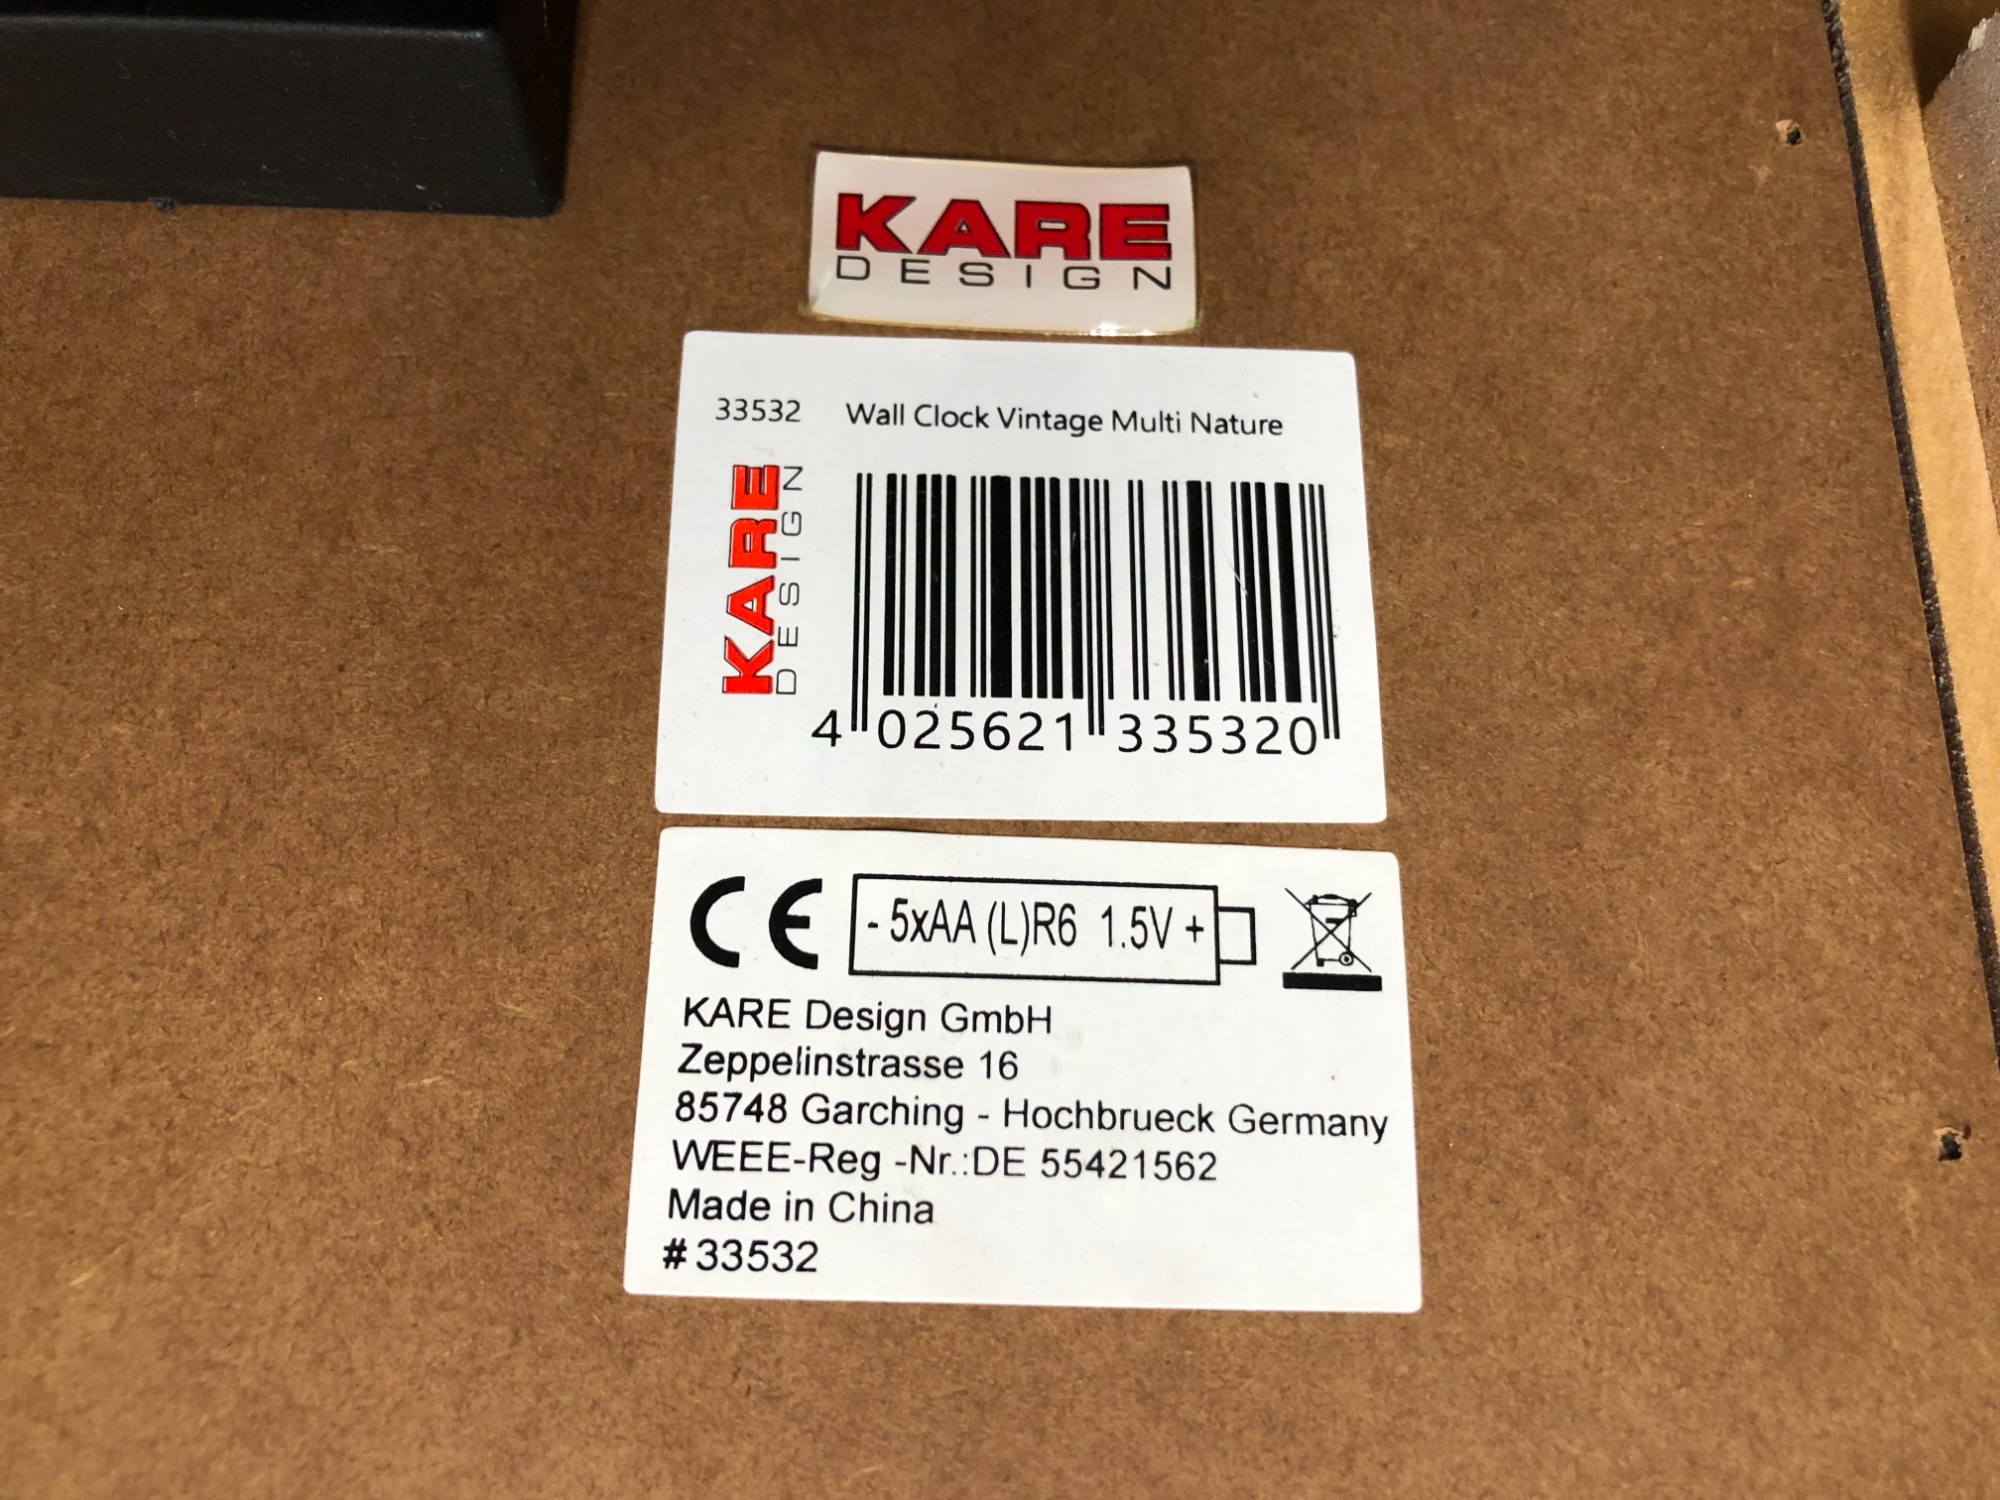 KARE
DESIGN
33532 Wall Clock Vintage Multi Nature
KARE
DESIGN
4 025621 335320
CE - 5xAA (L)R6 1.5V +
KARE Design GmbH
Zeppelinstrasse 16
85748 Garching - Hochbrueck Germany
WEEE-Reg -Nr.:DE 55421562
Made in China
# 33532